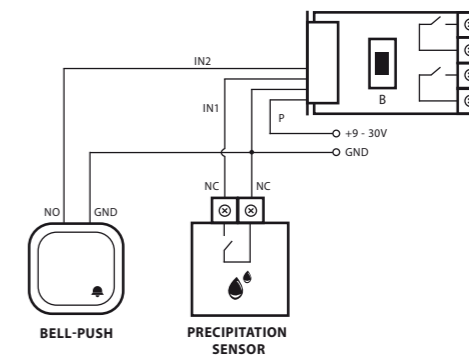 IN2
B
IN1
P
+9 - 30V
GND
NC
NC
NO
GND
BELL-PUSH
PRECIPITATION
SENSOR